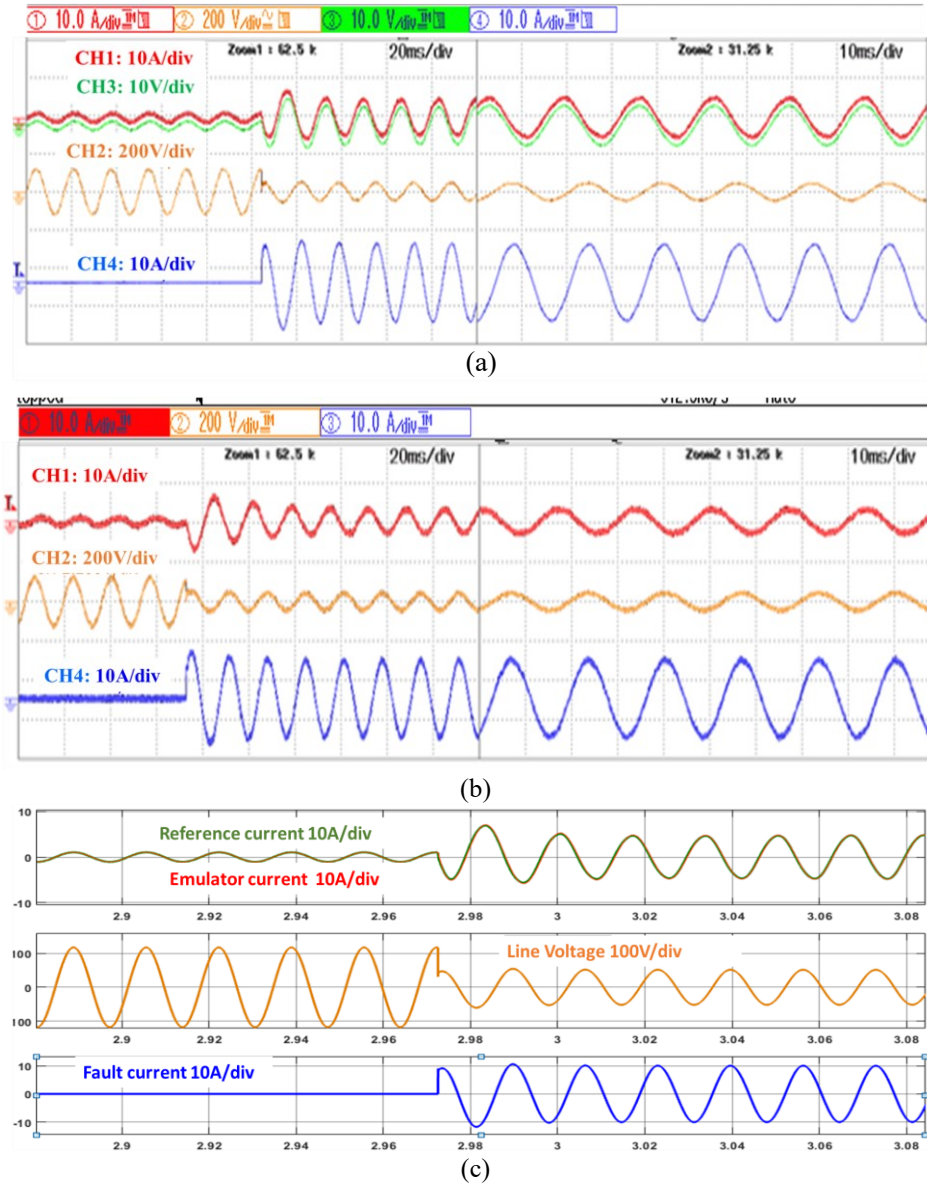 ① 10.0 A/div ② 200 V/div ③ 10.0 V/div ④ 10.0 A/div
Zoom1 : 62.5 k 20ms/div Zoom2 : 31.25 k 10ms/div
CH1: 10A/div
CH3: 10V/div
CH2: 200V/div
CH4: 10A/div
(a)
① 10.0 A/div ② 200 V/div ③ 10.0 A/div
Zoom1 : 62.5 k 20ms/div Zoom2 : 31.25 k 10ms/div
CH1: 10A/div
CH2: 200V/div
CH4: 10A/div
(b)
10
Reference current 10A/div
0
Emulator current 10A/div
-10
2.9 2.92 2.94 2.96 2.98 3 3.02 3.04 3.06 3.08
100
Line Voltage 100V/div
0
100
2.9 2.92 2.94 2.96 2.98 3 3.02 3.04 3.06 3.08
10
Fault current 10A/div
0
-10
2.9 2.92 2.94 2.96 2.98 3 3.02 3.04 3.06 3.08
(c)